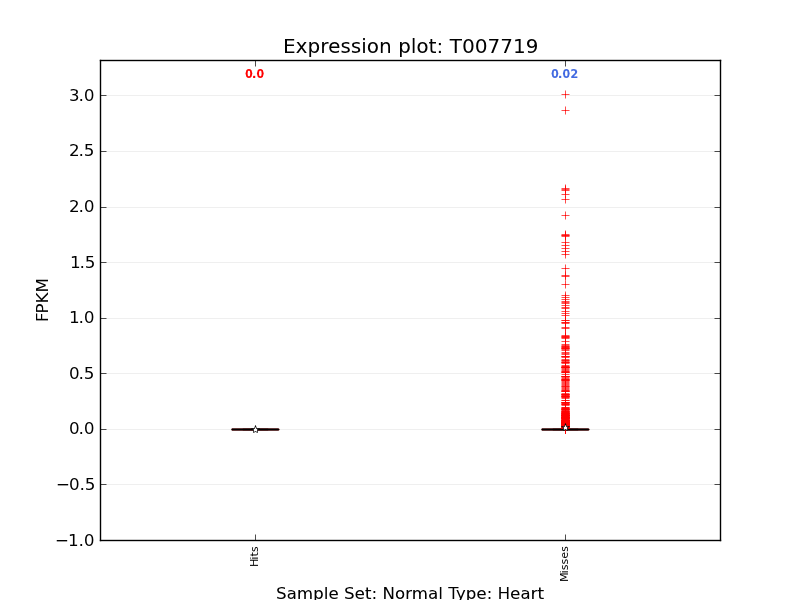 Expression plot: T007719
0.0
0.02
3.0
2.5
2.0
1.5
1.0
0.5
0.0
−0.5
−1.0
FPKM
Hits
Misses
Sample Set: Normal Type: Heart